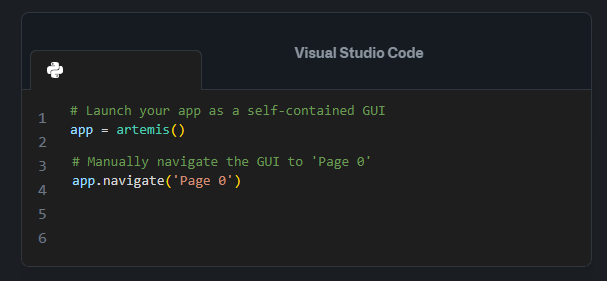 Visual Studio Code
1
# Launch your app as a self-contained GUI
app = artemis()
2
# Manually navigate the GUI to 'Page 0'
3
app.navigate('Page 0')
4
5
6